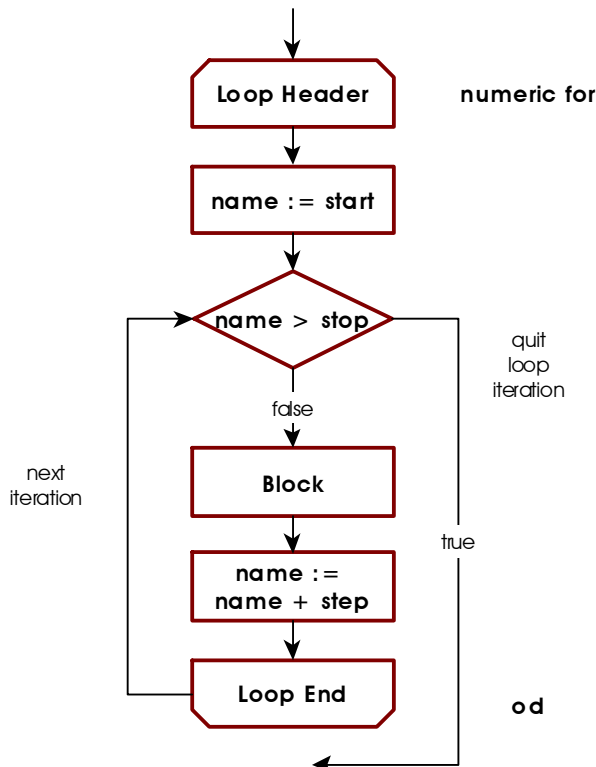 Loop Header
numeric for
name := start
name > stop
quit
loop
iteration
false
next
iteration
Block
true
name :=
name + step
Loop End
od